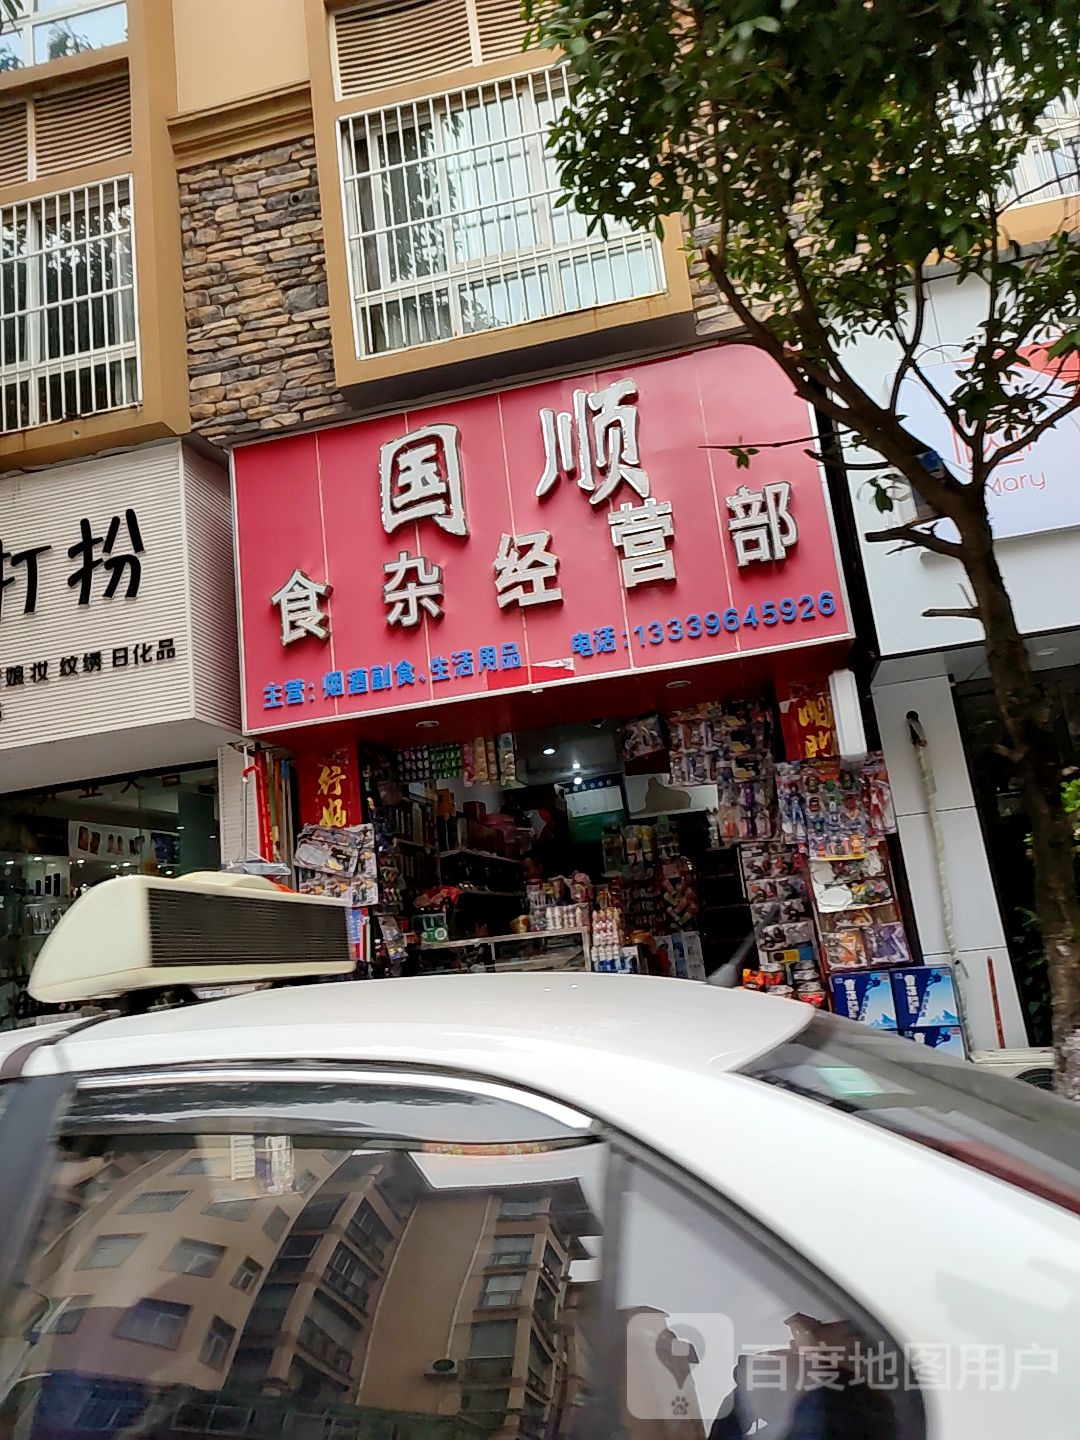 国顺
食杂经营部
主营：烟酒副食、生活用品 电话：13339645926
打扮
娘妆 纹绣 日化品
Mary
百度地图用户